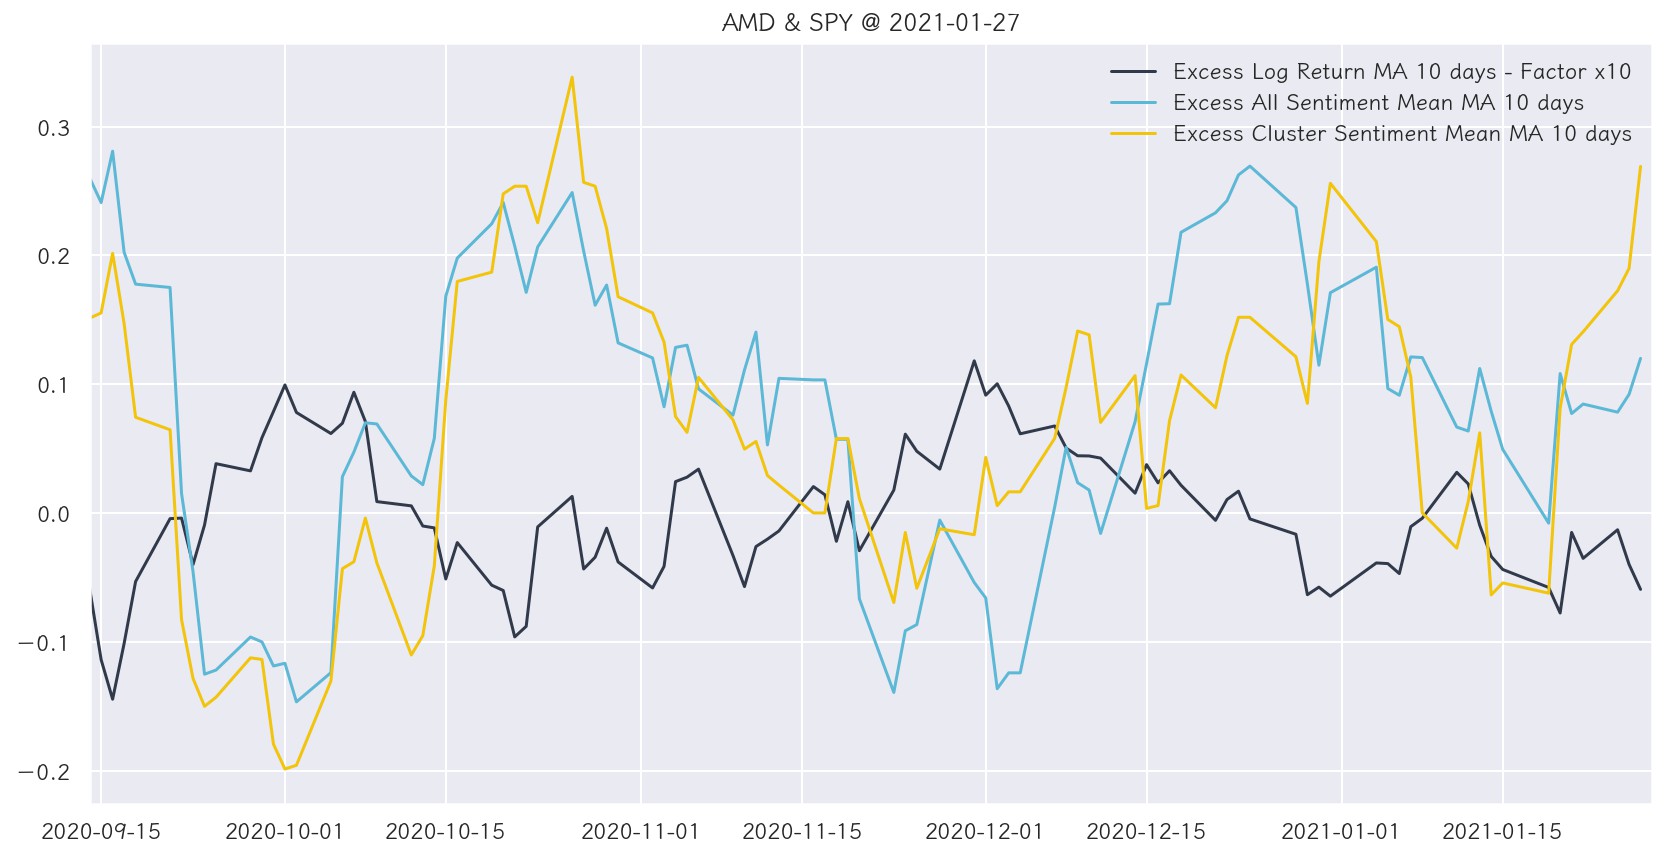 AMD & SPY @ 2021-01-27
Excess Log Return MA 10 days - Factor x10
Excess All Sentiment Mean MA 10 days
Excess Cluster Sentiment Mean MA 10 days
0.3
0.2
0.1
0.0
−0.1
−0.2
2020-09-15 2020-10-01 2020-10-15 2020-11-01 2020-11-15 2020-12-01 2020-12-15 2021-01-01 2021-01-15